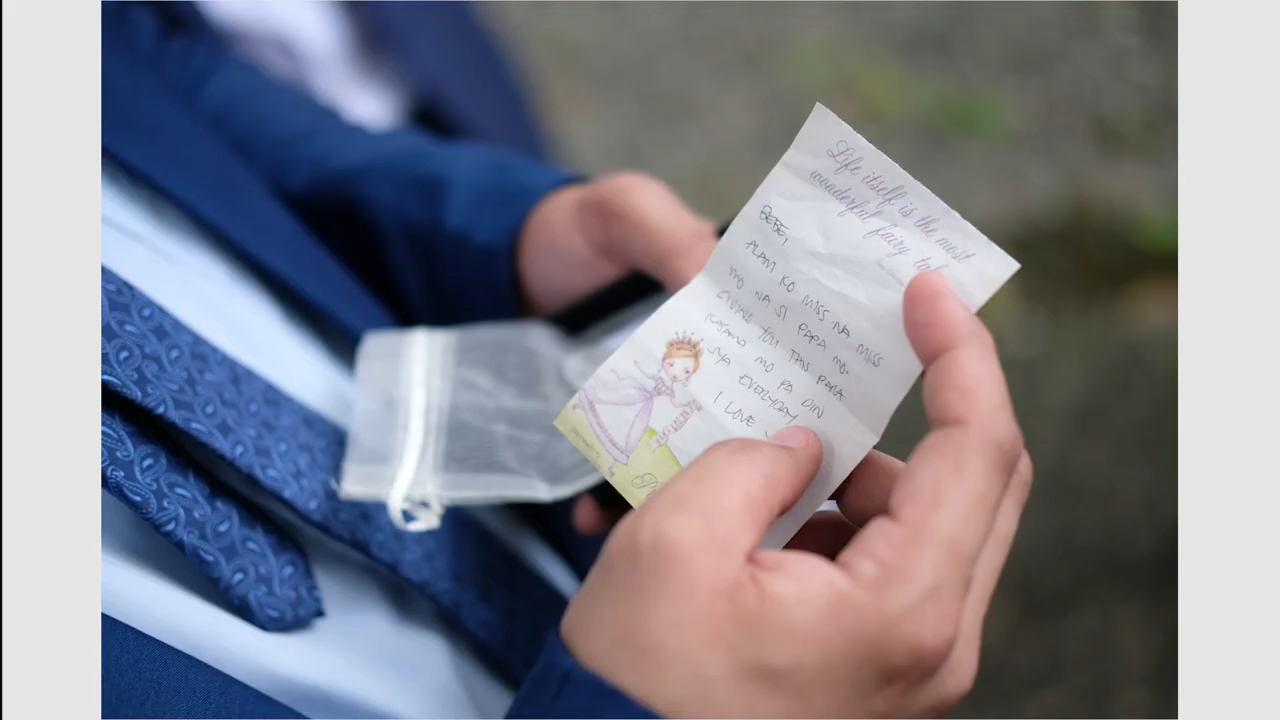 Life itself is the most
wonderful fairy
BEBE,
ALAM KO MISS NA MISS
MO NA SI PAPA MO.
GIVING YOU THIS PARA
KASAMA MO PA DIN
SYA EVERYDAY
I LOVE